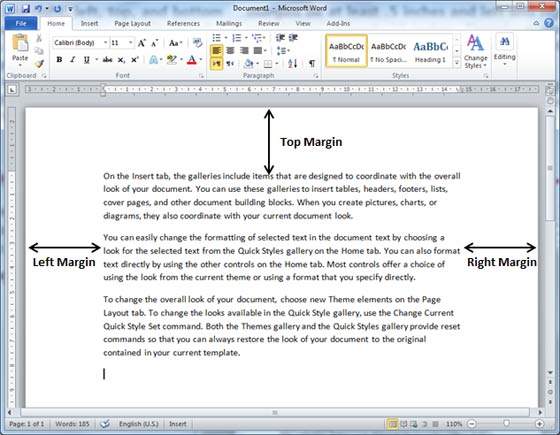 Document1 - Microsoft Word
File Home Insert Page Layout References Mailings Review View Add-Ins
Paste
Calibri (Body) 11
B I U abc
Aa
AaBbCcDc AaBbCcDc AaBbCc
¶ Normal ¶ No Spaci... Heading 1
Change Styles
Editing
Clipboard Font Paragraph Styles
Top Margin
On the Insert tab, the galleries include items that are designed to coordinate with the overall
look of your document. You can use these galleries to insert tables, headers, footers, lists,
cover pages, and other document building blocks. When you create pictures, charts, or
diagrams, they also coordinate with your current document look.
You can easily change the formatting of selected text in the document text by choosing a
look for the selected text from the Quick Styles gallery on the Home tab. You can also format
text directly by using the other controls on the Home tab. Most controls offer a choice of
using the look from the current theme or using a format that you specify directly.
Left Margin
Right Margin
To change the overall look of your document, choose new Theme elements on the Page
Layout tab. To change the looks available in the Quick Style gallery, use the Change Current
Quick Style Set command. Both the Themes gallery and the Quick Styles gallery provide reset
commands so that you can always restore the look of your document to the original
contained in your current template.
Page: 1 of 1 Words: 185 English (U.S.) Insert 110%